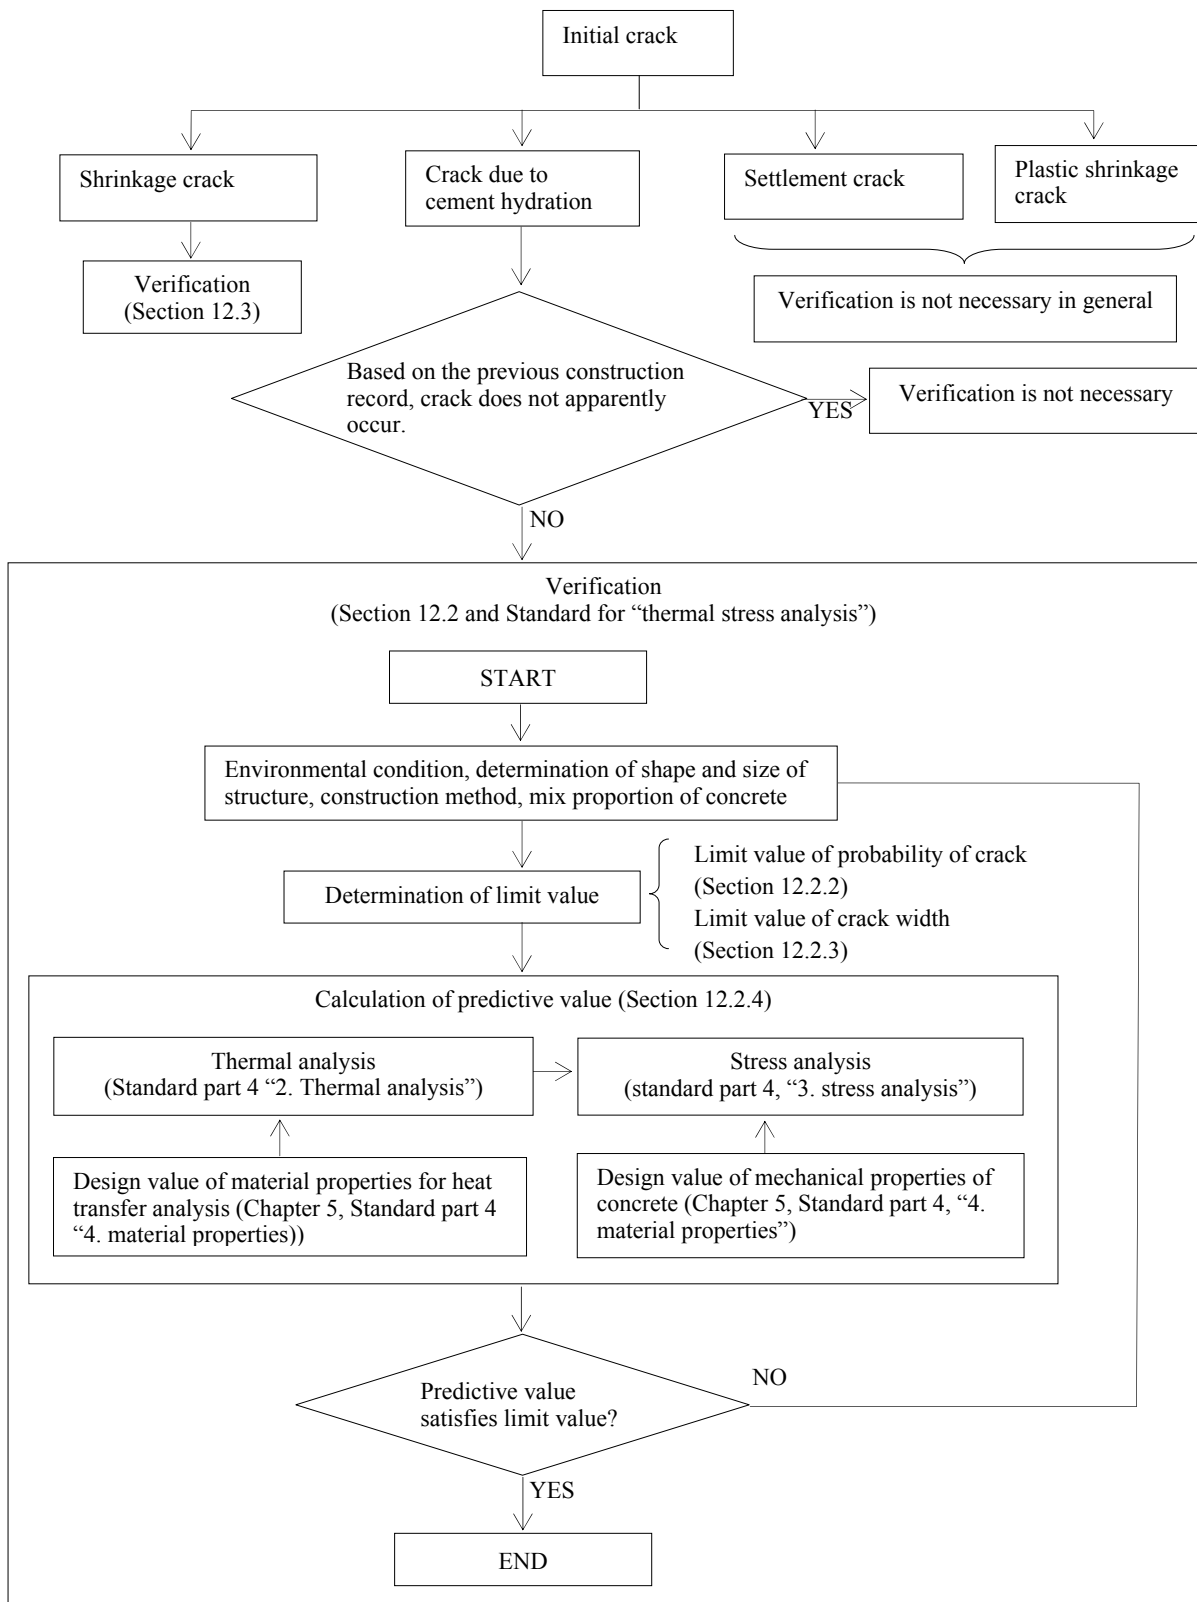 Initial crack
Shrinkage crack
Crack due to
cement hydration
Settlement crack
Plastic shrinkage
crack
Verification
(Section 12.3)
Verification is not necessary in general
Based on the previous construction
record, crack does not apparently
occur.
YES
Verification is not necessary
NO
Verification
(Section 12.2 and Standard for “thermal stress analysis”)
START
Environmental condition, determination of shape and size of
structure, construction method, mix proportion of concrete
Determination of limit value
Limit value of probability of crack
(Section 12.2.2)
Limit value of crack width
(Section 12.2.3)
Calculation of predictive value (Section 12.2.4)
Thermal analysis
(Standard part 4 “2. Thermal analysis”)
Stress analysis
(standard part 4, “3. stress analysis”)
Design value of material properties for heat
transfer analysis (Chapter 5, Standard part 4
“4. material properties))
Design value of mechanical properties of
concrete (Chapter 5, Standard part 4, “4.
material properties”)
Predictive value
satisfies limit value?
NO
YES
END